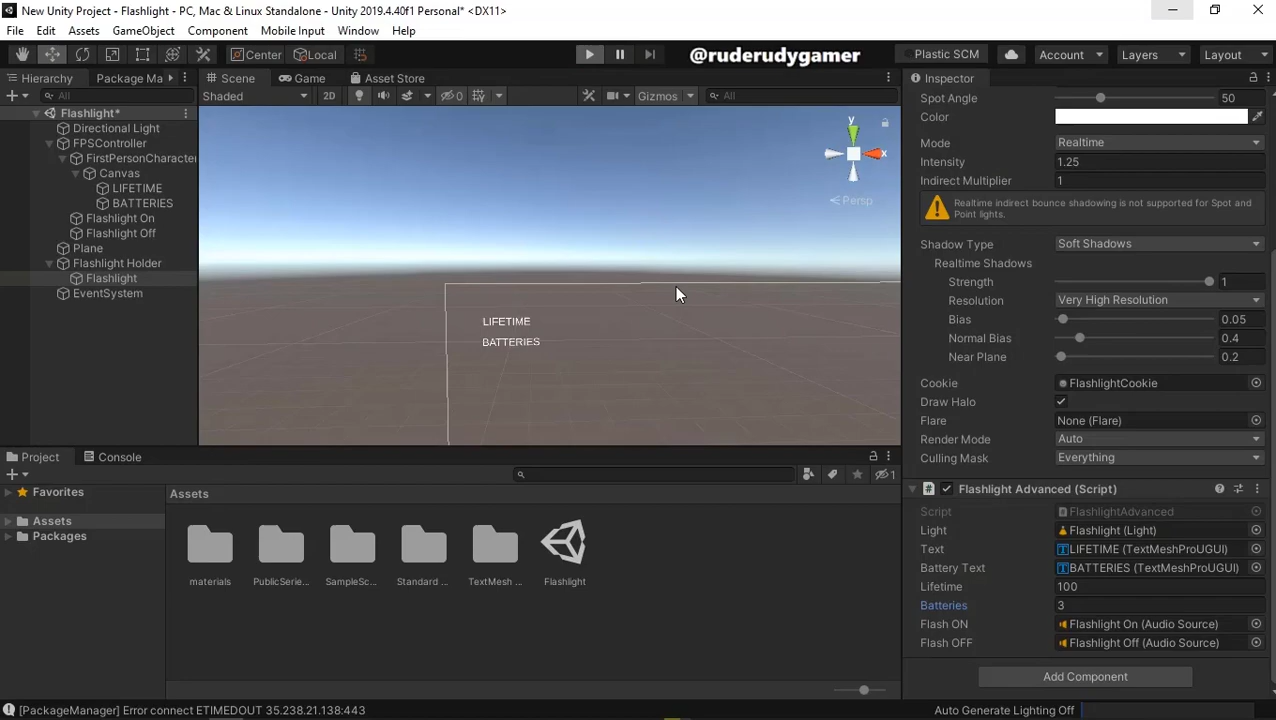 New Unity Project - Flashlight - PC, Mac & Linux Standalone - Unity 2019.4.40f1 Personal* <DX11>
File Edit Assets GameObject Component Mobile Input Window Help
Center Local @ruderudygamer Plastic SCM Account Layers Layout
Hierarchy Package Ma
All
Flashlight*
Directional Light
FPSController
FirstPersonCharacter
Canvas
LIFETIME
BATTERIES
Flashlight On
Flashlight Off
Plane
Flashlight Holder
Flashlight
EventSystem
Scene Game Asset Store
Shaded 2D 0 Gizmos All
y
x
Persp
LIFETIME
BATTERIES
Inspector
Spot Angle 50
Color
Mode Realtime
Intensity 1.25
Indirect Multiplier 1
Realtime indirect bounce shadowing is not supported for Spot and
Point lights.
Shadow Type Soft Shadows
Realtime Shadows
Strength 1
Resolution Very High Resolution
Bias 0.05
Normal Bias 0.4
Near Plane 0.2
Cookie FlashlightCookie
Draw Halo
Flare None (Flare)
Render Mode Auto
Culling Mask Everything
# Flashlight Advanced (Script)
Script FlashlightAdvanced
Light Flashlight (Light)
Text LIFETIME (TextMeshProUGUI)
Battery Text BATTERIES (TextMeshProUGUI)
Lifetime 100
Batteries 3
Flash ON Flashlight On (Audio Source)
Flash OFF Flashlight Off (Audio Source)
Add Component
Project Console
1
Favorites
Assets
Packages
Assets
materials PublicSerie... SampleSc... Standard ... TextMesh ... Flashlight
[PackageManager] Error connect ETIMEDOUT 35.238.21.138:443
Auto Generate Lighting Off